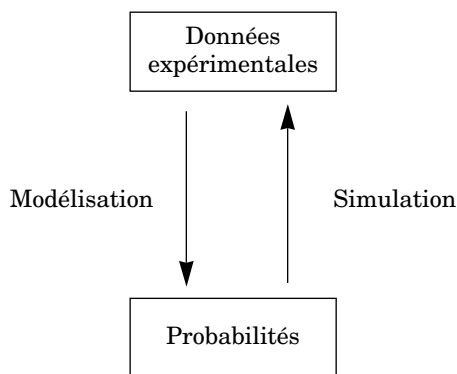 Données
expérimentales
Modélisation
Simulation
Probabilités